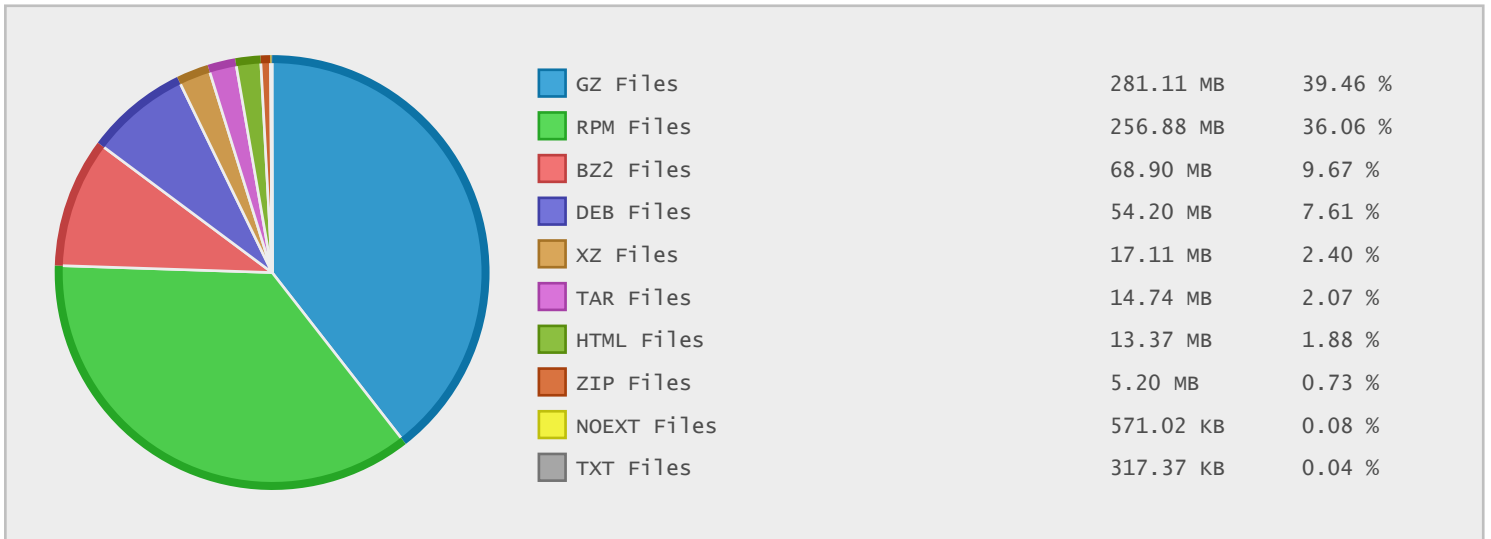 GZ Files 281.11 MB 39.46 %
RPM Files 256.88 MB 36.06 %
BZ2 Files 68.90 MB 9.67 %
DEB Files 54.20 MB 7.61 %
XZ Files 17.11 MB 2.40 %
TAR Files 14.74 MB 2.07 %
HTML Files 13.37 MB 1.88 %
ZIP Files 5.20 MB 0.73 %
NOEXT Files 571.02 KB 0.08 %
TXT Files 317.37 KB 0.04 %